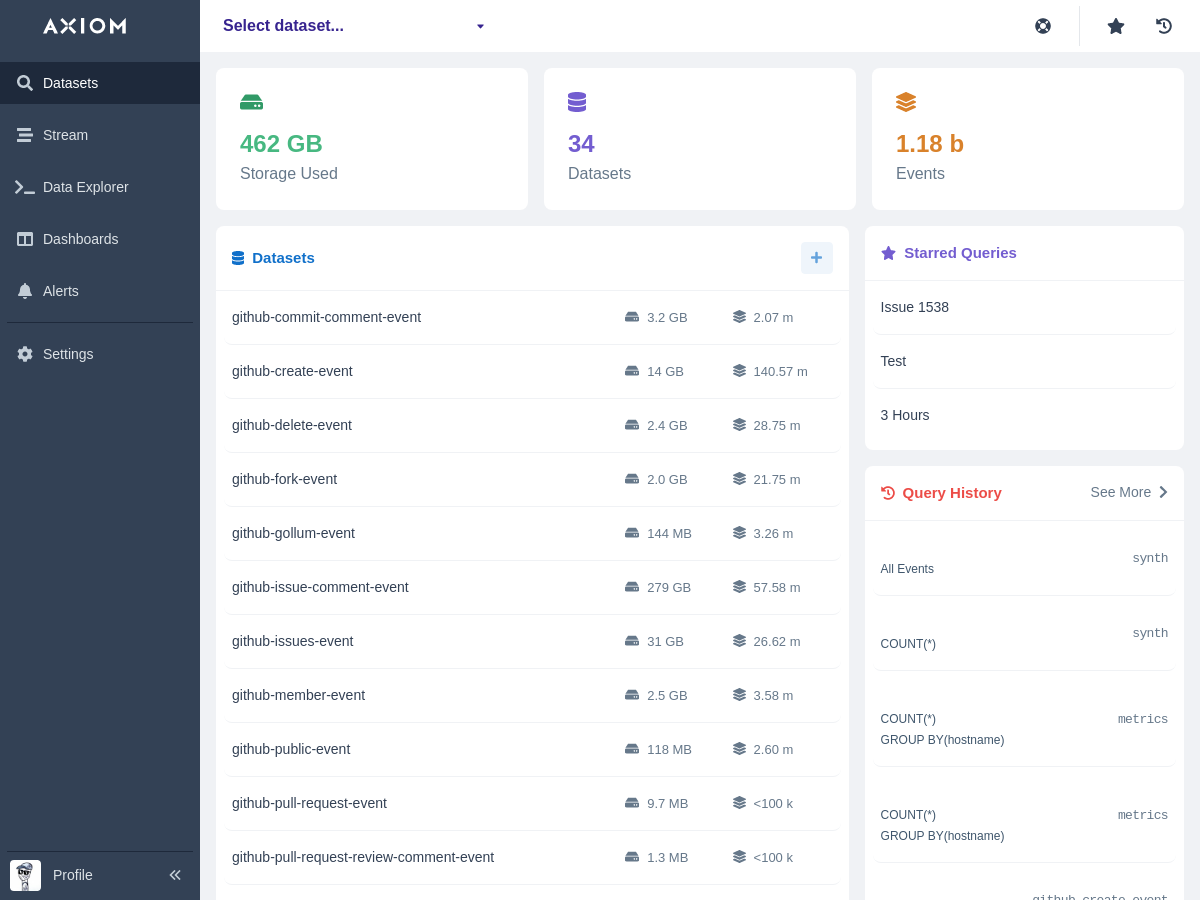 AXIOM
Select dataset...
Datasets
Stream
Data Explorer
Dashboards
Alerts
Settings
Profile
462 GB
Storage Used
34
Datasets
1.18 b
Events
Datasets
github-commit-comment-event 3.2 GB 2.07 m
github-create-event 14 GB 140.57 m
github-delete-event 2.4 GB 28.75 m
github-fork-event 2.0 GB 21.75 m
github-gollum-event 144 MB 3.26 m
github-issue-comment-event 279 GB 57.58 m
github-issues-event 31 GB 26.62 m
github-member-event 2.5 GB 3.58 m
github-public-event 118 MB 2.60 m
github-pull-request-event 9.7 MB <100 k
github-pull-request-review-comment-event 1.3 MB <100 k
Starred Queries
Issue 1538
Test
3 Hours
Query History See More
synth
All Events
synth
COUNT(*)
COUNT(*) metrics
GROUP BY(hostname)
COUNT(*) metrics
GROUP BY(hostname)
github-create-event